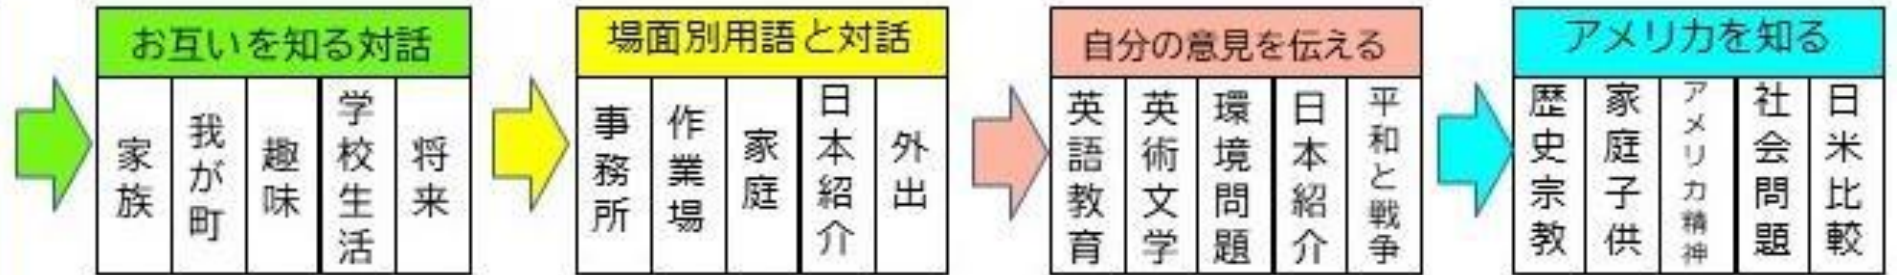 お互いを知る対話
家族
我が町
趣味
学校生活
将来
場面別用語と対話
事務所
作業場
家庭
日本紹介
外出
自分の意見を伝える
英語教育
英術文学
環境問題
日本紹介
平和と戦争
アメリカを知る
歴史宗教
家庭子供
アメリカ精神
社会問題
日米比較